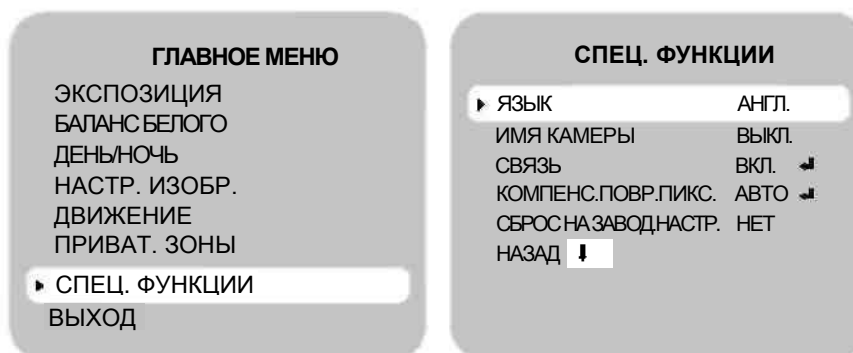 ГЛАВНОЕ МЕНЮ
ЭКСПОЗИЦИЯ
БАЛАНС БЕЛОГО
ДЕНЬ/НОЧЬ
НАСТР. ИЗОБР.
ДВИЖЕНИЕ
ПРИВАТ. ЗОНЫ
СПЕЦ. ФУНКЦИИ
ВЫХОД
СПЕЦ. ФУНКЦИИ
ЯЗЫК АНГЛ.
ИМЯ КАМЕРЫ ВЫКЛ.
СВЯЗЬ ВКЛ.
КОМПЕНС.ПОВР.ПИКС. АВТО
СБРОС НА ЗАВОД.НАСТР. НЕТ
НАЗАД